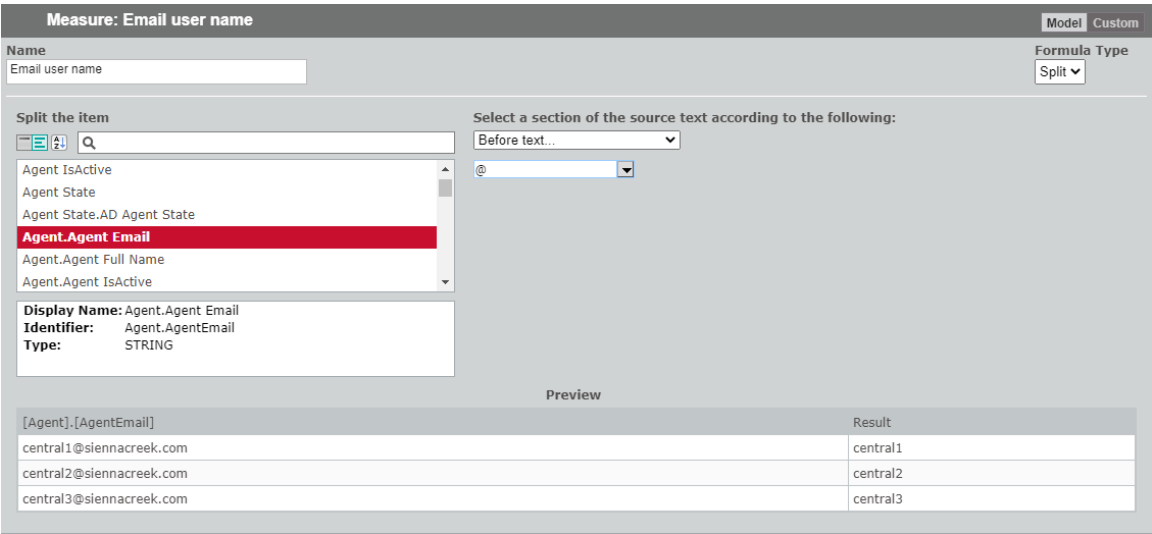 Measure: Email user name
Model Custom
Name
Formula Type
Email user name
Split
Split the item
Select a section of the source text according to the following:
Before text...
@
Agent IsActive
Agent State
Agent State.AD Agent State
Agent.Agent Email
Agent.Agent Full Name
Agent.Agent IsActive
Display Name: Agent.Agent Email
Identifier: Agent.AgentEmail
Type: STRING
Preview
[Agent].[AgentEmail] Result
central1@siennacreek.com central1
central2@siennacreek.com central2
central3@siennacreek.com central3